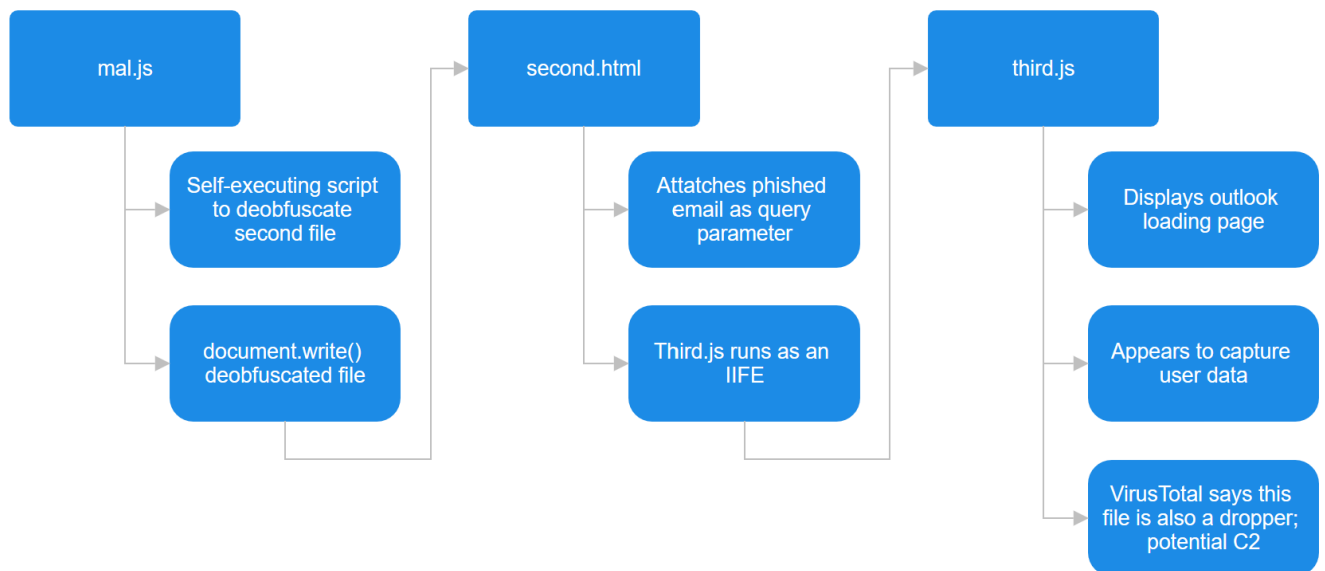 mal.js
Self-executing script
to deobfuscate
second file
document.write()
deobfuscated file
second.html
Attatches phished
email as query
parameter
Third.js runs as an
IIFE
third.js
Displays outlook
loading page
Appears to capture
user data
VirusTotal says this
file is also a dropper;
potential C2